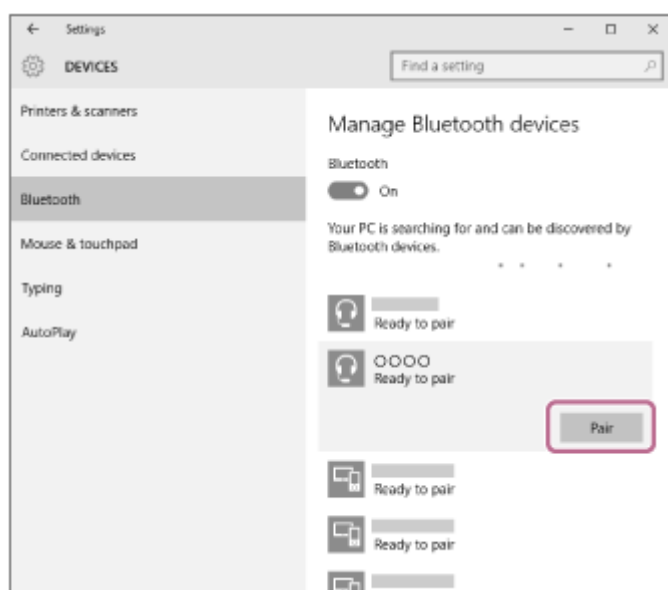 Settings
DEVICES
Find a setting
Printers & scanners
Connected devices
Bluetooth
Mouse & touchpad
Typing
AutoPlay
Manage Bluetooth devices
Bluetooth
On
Your PC is searching for and can be discovered by
Bluetooth devices.
Ready to pair
OOOO
Ready to pair
Pair
Ready to pair
Ready to pair